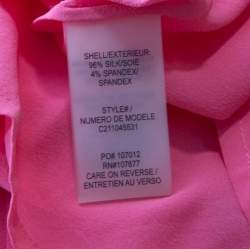 SHELL/EXTERIEUR:
96% SILK/SOIE
4% SPANDEX/
SPANDEX
STYLE#/
NUMERO DE MODELE
C211045531
PO# 107012
RN#107877
CARE ON REVERSE /
ENTRETIEN AU VERSO